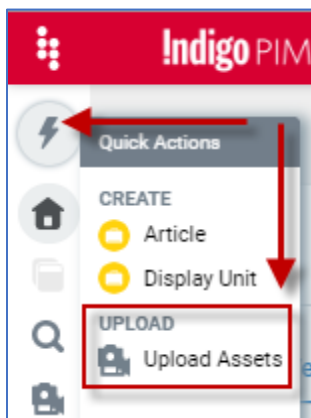 !ndigo PIM
Quick Actions
CREATE
Article
Display Unit
UPLOAD
Upload Assets